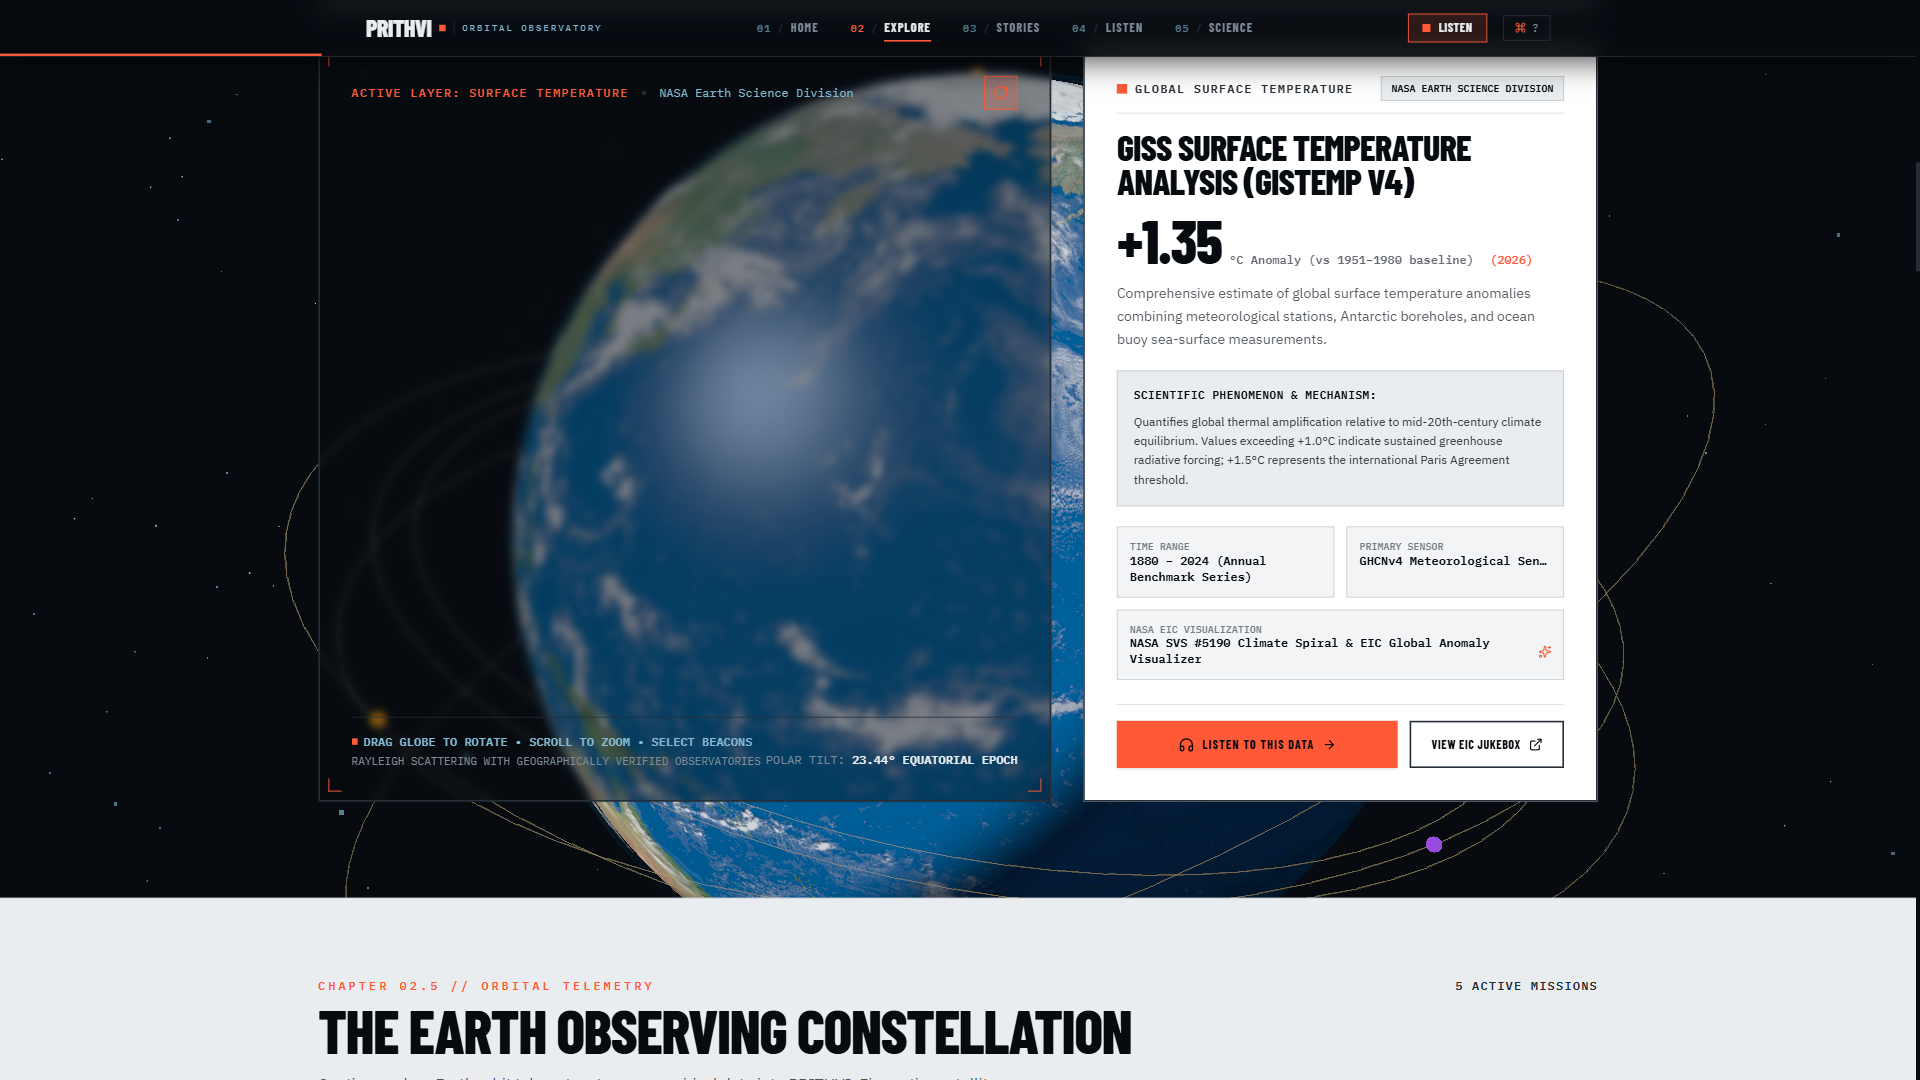 PRITHVI
ORBITAL OBSERVATORY
01 / HOME
02 / EXPLORE
03 / STORIES
04 / LISTEN
05 / SCIENCE
LISTEN
⌘ ?
ACTIVE LAYER: SURFACE TEMPERATURE • NASA Earth Science Division
GLOBAL SURFACE TEMPERATURE
NASA EARTH SCIENCE DIVISION
GISS SURFACE TEMPERATURE
ANALYSIS (GISTEMP V4)
+1.35 °C Anomaly (vs 1951–1980 baseline) (2026)
Comprehensive estimate of global surface temperature anomalies
combining meteorological stations, Antarctic boreholes, and ocean
buoy sea-surface measurements.
SCIENTIFIC PHENOMENON & MECHANISM:
Quantifies global thermal amplification relative to mid-20th-century climate
equilibrium. Values exceeding +1.0°C indicate sustained greenhouse
radiative forcing; +1.5°C represents the international Paris Agreement
threshold.
TIME RANGE
1880 – 2024 (Annual
Benchmark Series)
PRIMARY SENSOR
GHCNv4 Meteorological Sen…
NASA EIC VISUALIZATION
NASA SVS #5190 Climate Spiral & EIC Global Anomaly
Visualizer
LISTEN TO THIS DATA →
VIEW EIC JUKEBOX
DRAG GLOBE TO ROTATE • SCROLL TO ZOOM • SELECT BEACONS
RAYLEIGH SCATTERING WITH GEOGRAPHICALLY VERIFIED OBSERVATORIES
POLAR TILT: 23.44° EQUATORIAL EPOCH
CHAPTER 02.5 // ORBITAL TELEMETRY
5 ACTIVE MISSIONS
THE EARTH OBSERVING CONSTELLATION